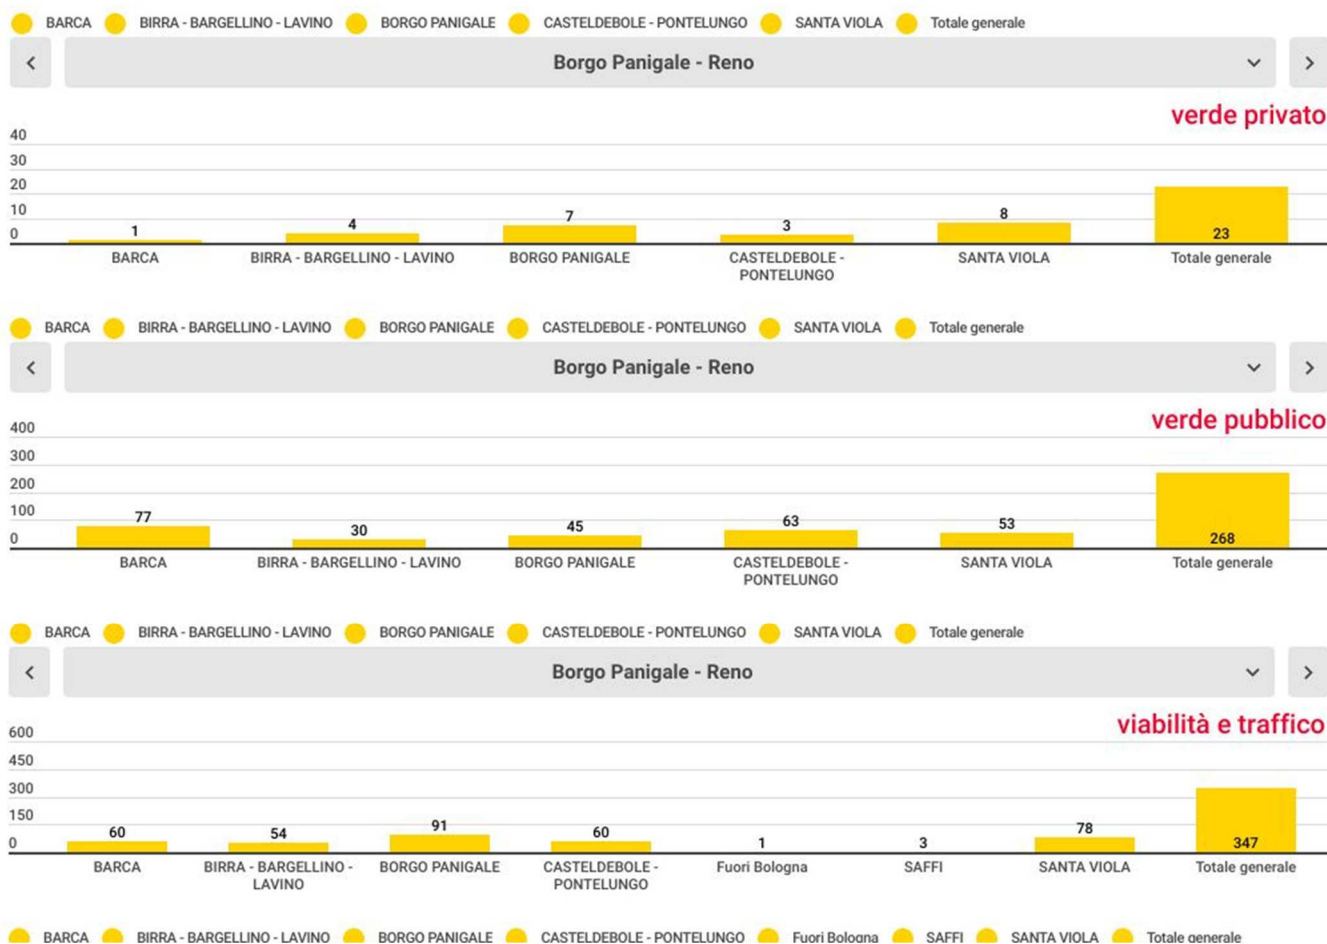 BARCA BIRRA - BARGELLINO - LAVINO BORGO PANIGALE CASTELDEBOLE - PONTELUNGO SANTA VIOLA Totale generale
Borgo Panigale - Reno
verde privato
40
30
20
10
0
1 4 7 3 8 23
BARCA BIRRA - BARGELLINO - LAVINO BORGO PANIGALE CASTELDEBOLE - SANTA VIOLA Totale generale
PONTELUNGO
BARCA BIRRA - BARGELLINO - LAVINO BORGO PANIGALE CASTELDEBOLE - PONTELUNGO SANTA VIOLA Totale generale
Borgo Panigale - Reno
verde pubblico
400
300
200
100
0
77 30 45 63 53 268
BARCA BIRRA - BARGELLINO - LAVINO BORGO PANIGALE CASTELDEBOLE - SANTA VIOLA Totale generale
PONTELUNGO
BARCA BIRRA - BARGELLINO - LAVINO BORGO PANIGALE CASTELDEBOLE - PONTELUNGO SANTA VIOLA Totale generale
Borgo Panigale - Reno
viabilità e traffico
600
450
300
150
0
60 54 91 60 1 3 78 347
BARCA BIRRA - BARGELLINO - BORGO PANIGALE CASTELDEBOLE - Fuori Bologna SAFFI SANTA VIOLA Totale generale
LAVINO PONTELUNGO
BARCA BIRRA - BARGELLINO - LAVINO BORGO PANIGALE CASTELDEBOLE - PONTELUNGO Fuori Bologna SAFFI SANTA VIOLA Totale generale